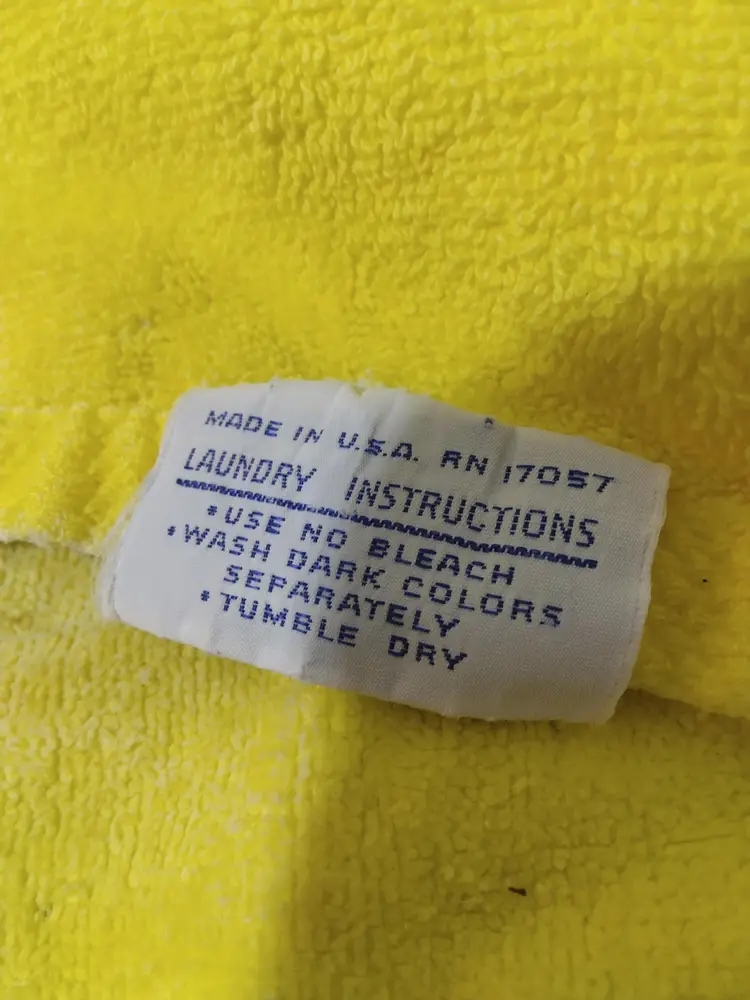 MADE IN U.S.A. RN 17057
LAUNDRY INSTRUCTIONS
*USE NO BLEACH
*WASH DARK COLORS
SEPARATELY
*TUMBLE DRY